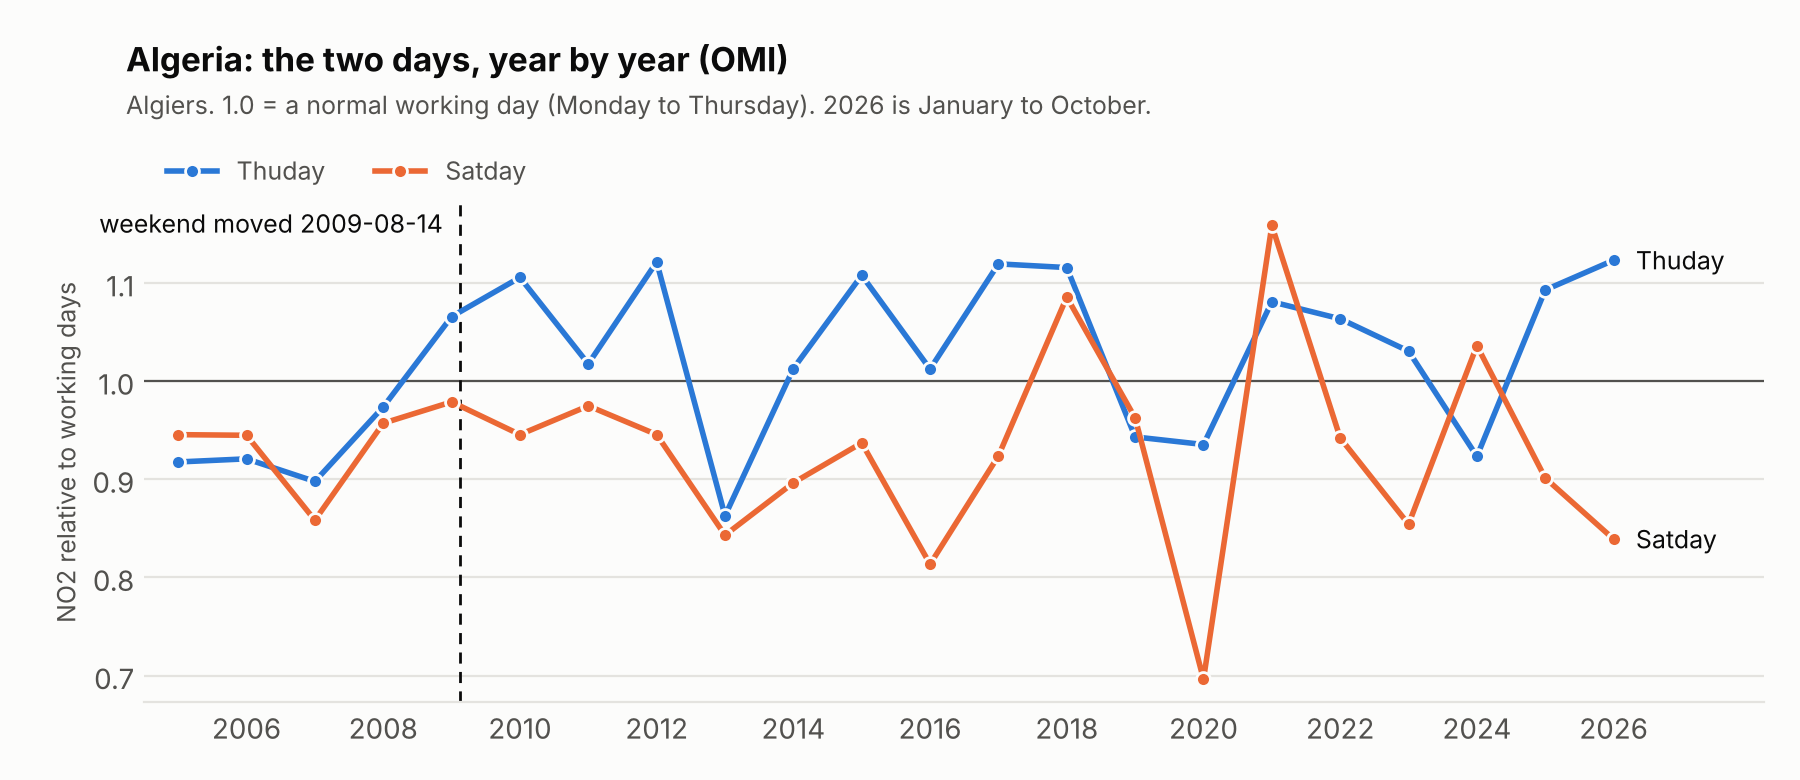 Algeria: the two days, year by year (OMI)
Algiers. 1.0 = a normal working day (Monday to Thursday). 2026 is January to October.
Thuday
Satday
weekend moved 2009-08-14
NO2 relative to working days
1.1
1.0
0.9
0.8
0.7
Thuday
Satday
2006 2008 2010 2012 2014 2016 2018 2020 2022 2024 2026